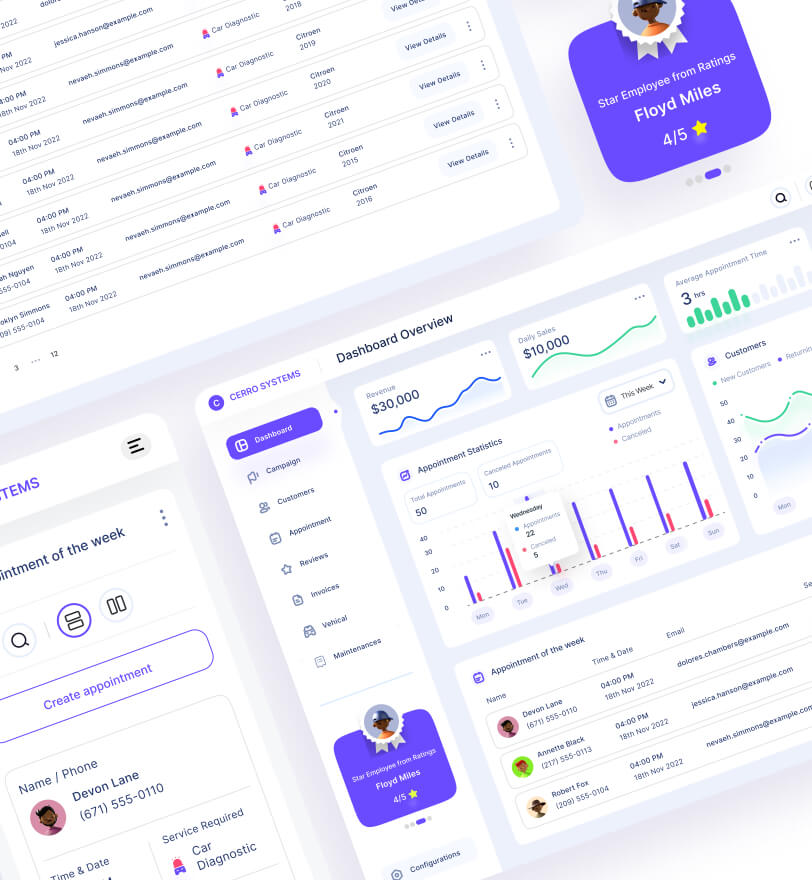 2018
View Details
2022
jessica.hanson@example.com
Car Diagnostic
Citroen
2019
View Details
18th Nov 2022
04:00 PM
18th Nov 2022
nevaeh.simmons@example.com
Car Diagnostic
Citroen
2020
View Details
04:00 PM
18th Nov 2022
nevaeh.simmons@example.com
Car Diagnostic
Citroen
2021
View Details
04:00 PM
18th Nov 2022
nevaeh.simmons@example.com
Car Diagnostic
Citroen
2015
View Details
04:00 PM
18th Nov 2022
nevaeh.simmons@example.com
Car Diagnostic
Citroen
2016
Nguyen
555-0104
04:00 PM
18th Nov 2022
nevaeh.simmons@example.com
Car Diagnostic
Simmons
(209) 555-0104
04:00 PM
18th Nov 2022
nevaeh.simmons@example.com
3 ... 12
Star Employee from Ratings
Floyd Miles
4/5
C CERRO SYSTEMS
Dashboard
Campaign
Customers
Appointment
Reviews
Invoices
Vehical
Maintenances
Star Employee from Ratings
Floyd Miles
4/5
Configurations
Dashboard Overview
Revenue
$30,000
Daily Sales
$10,000
Average Appointment Time
3 hrs
Appointment Statistics
This Week
Total Appointments
50
Canceled Appointments
10
Appointments
Canceled
40
30
20
10
0
Wednesday
Appointments
22
Canceled
5
Mon
Tue
Wed
Thu
Fri
Sat
Sun
Customers
New Customers
50
40
30
20
10
0
Mon
Appointment of the week
Name
Time & Date
Email
Devon Lane
(671) 555-0110
04:00 PM
18th Nov 2022
dolores.chambers@example.com
Annette Black
(217) 555-0113
04:00 PM
18th Nov 2022
jessica.hanson@example.com
Robert Fox
(209) 555-0104
04:00 PM
18th Nov 2022
nevaeh.simmons@example.com
of the week
Create appointment
Name / Phone
Devon Lane
(671) 555-0110
Time & Date
Service Required
Car
Diagnostic